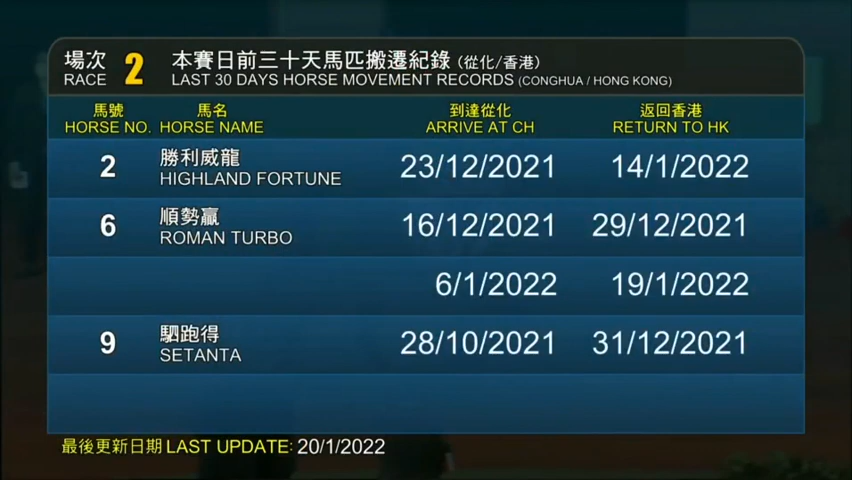 場次 2 本賽日前三十天馬匹搬遷紀錄 (從化/香港)
RACE LAST 30 DAYS HORSE MOVEMENT RECORDS (CONGHUA / HONG KONG)
馬號 馬名 到達從化 返回香港
HORSE NO. HORSE NAME ARRIVE AT CH RETURN TO HK
2 勝利威龍 23/12/2021 14/1/2022
HIGHLAND FORTUNE
6 順勢贏 16/12/2021 29/12/2021
ROMAN TURBO
6/1/2022 19/1/2022
9 駟跑得 28/10/2021 31/12/2021
SETANTA
最後更新日期 LAST UPDATE: 20/1/2022